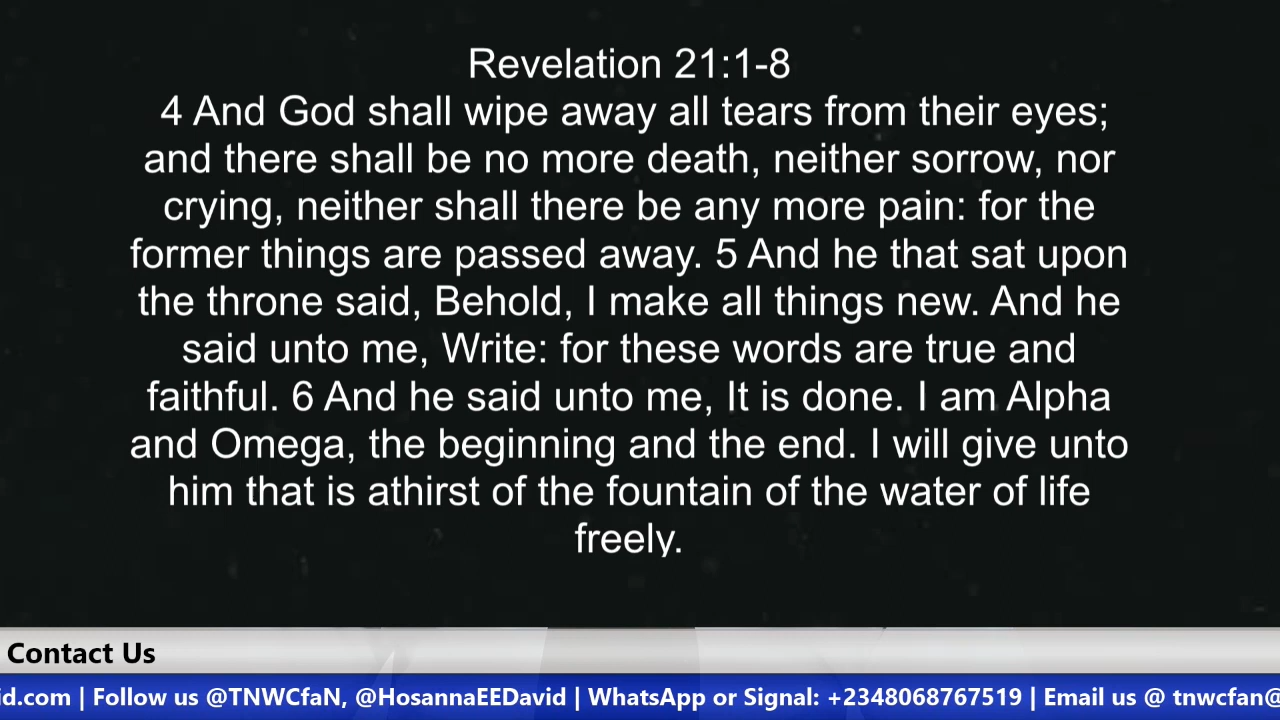 Revelation 21:1-8
4 And God shall wipe away all tears from their eyes;
and there shall be no more death, neither sorrow, nor
crying, neither shall there be any more pain: for the
former things are passed away. 5 And he that sat upon
the throne said, Behold, I make all things new. And he
said unto me, Write: for these words are true and
faithful. 6 And he said unto me, It is done. I am Alpha
and Omega, the beginning and the end. I will give unto
him that is athirst of the fountain of the water of life
freely.
Contact Us
id.com | Follow us @TNWCfaN, @HosannaEEDavid | WhatsApp or Signal: +2348068767519 | Email us @ tnwcfan@